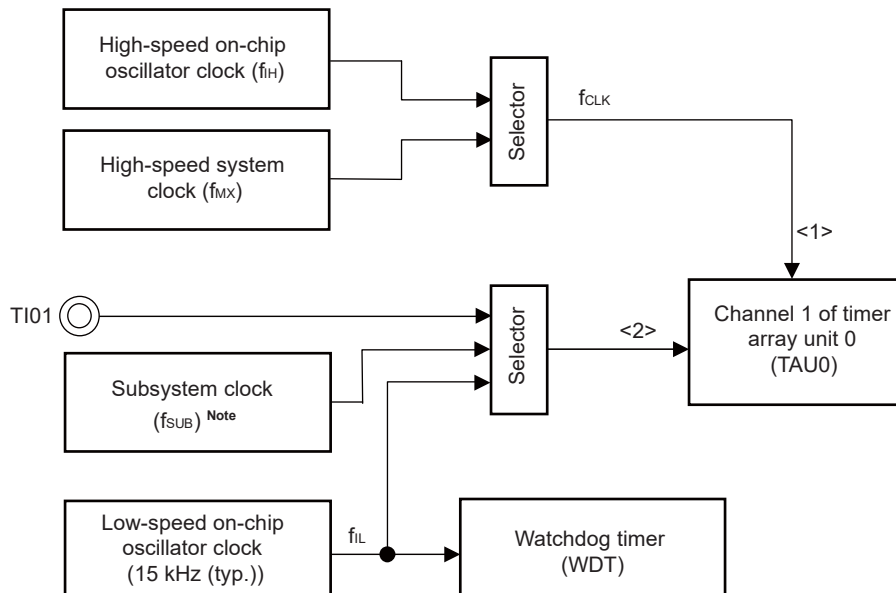 High-speed on-chip
oscillator clock (fIH)
Selector
fCLK
High-speed system
clock (fMX)
<1>
TI01
Selector
<2>
Channel 1 of timer
array unit 0
(TAU0)
Subsystem clock
(fSUB) Note
Low-speed on-chip
oscillator clock
(15 kHz (typ.))
fIL
Watchdog timer
(WDT)